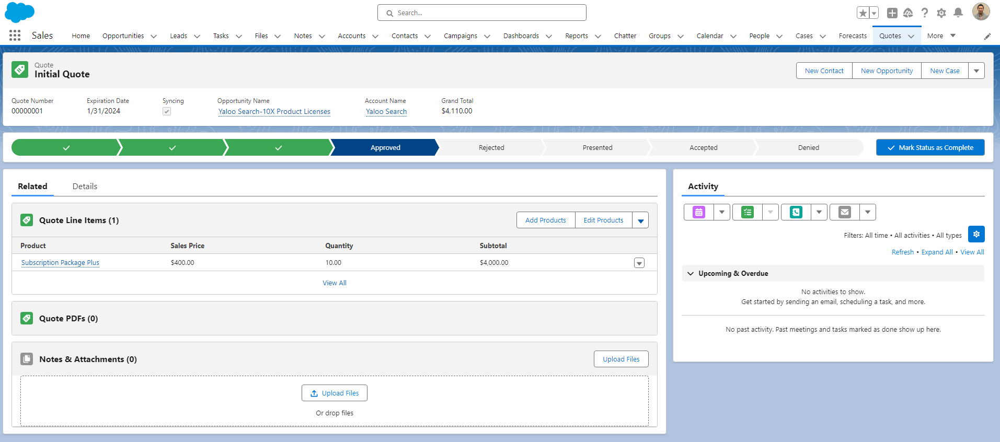 Search...
Sales
Home
Opportunities
Leads
Tasks
Files
Notes
Accounts
Contacts
Campaigns
Dashboards
Reports
Chatter
Groups
Calendar
People
Cases
Forecasts
Quotes
More
Quote
Initial Quote
New Contact
New Opportunity
New Case
Quote Number
00000001
Expiration Date
1/31/2024
Syncing
Opportunity Name
Yaloo Search-10X Product Licenses
Account Name
Yaloo Search
Grand Total
$4,110.00
Approved
Rejected
Presented
Accepted
Denied
Mark Status as Complete
Related
Details
Quote Line Items (1)
Add Products
Edit Products
Product
Sales Price
Quantity
Subtotal
Subscription Package Plus
$400.00
10.00
$4,000.00
View All
Quote PDFs (0)
Notes & Attachments (0)
Upload Files
Upload Files
Or drop files
Activity
Filters: All time • All activities • All types
Refresh • Expand All • View All
Upcoming & Overdue
No activities to show.
Get started by sending an email, scheduling a task, and more.
No past activity. Past meetings and tasks marked as done show up here.